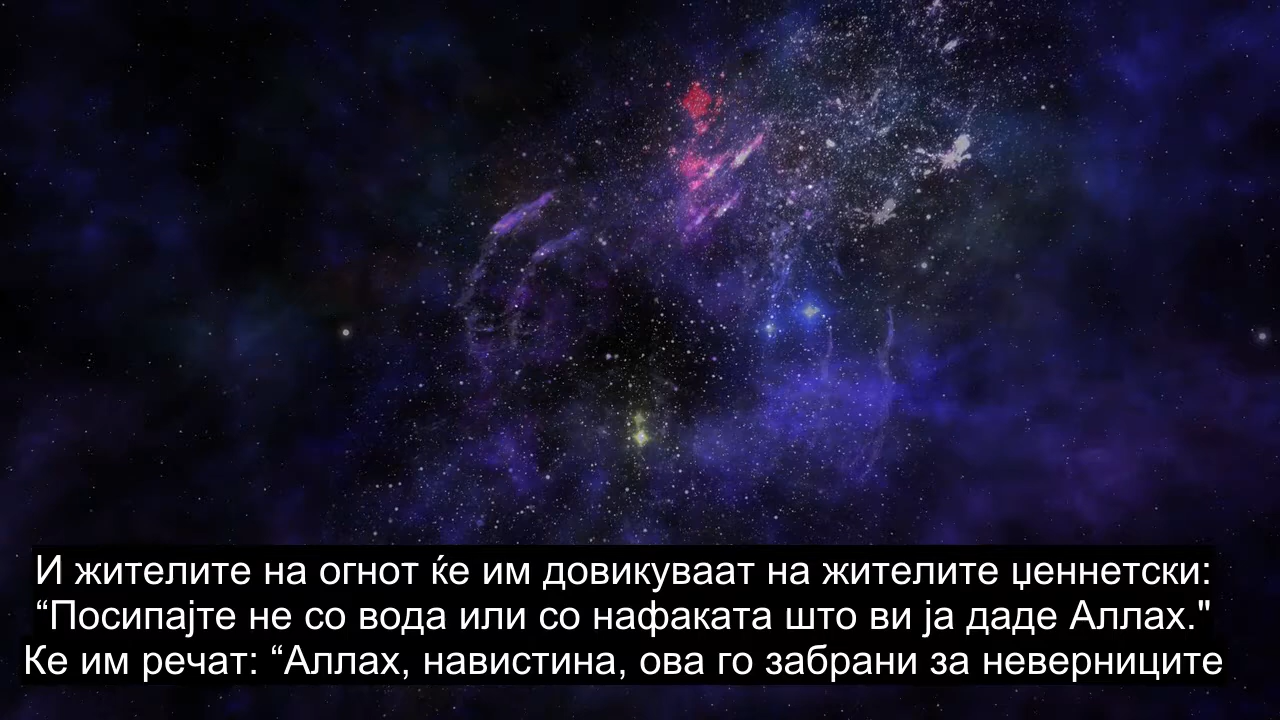 И жителите на огнот ќе им довикуваат на жителите џеннетски:
“Посипајте не со вода или со нафаката што ви ја даде Аллах."
Ке им речат: “Аллах, навистина, ова го забрани за неверниците